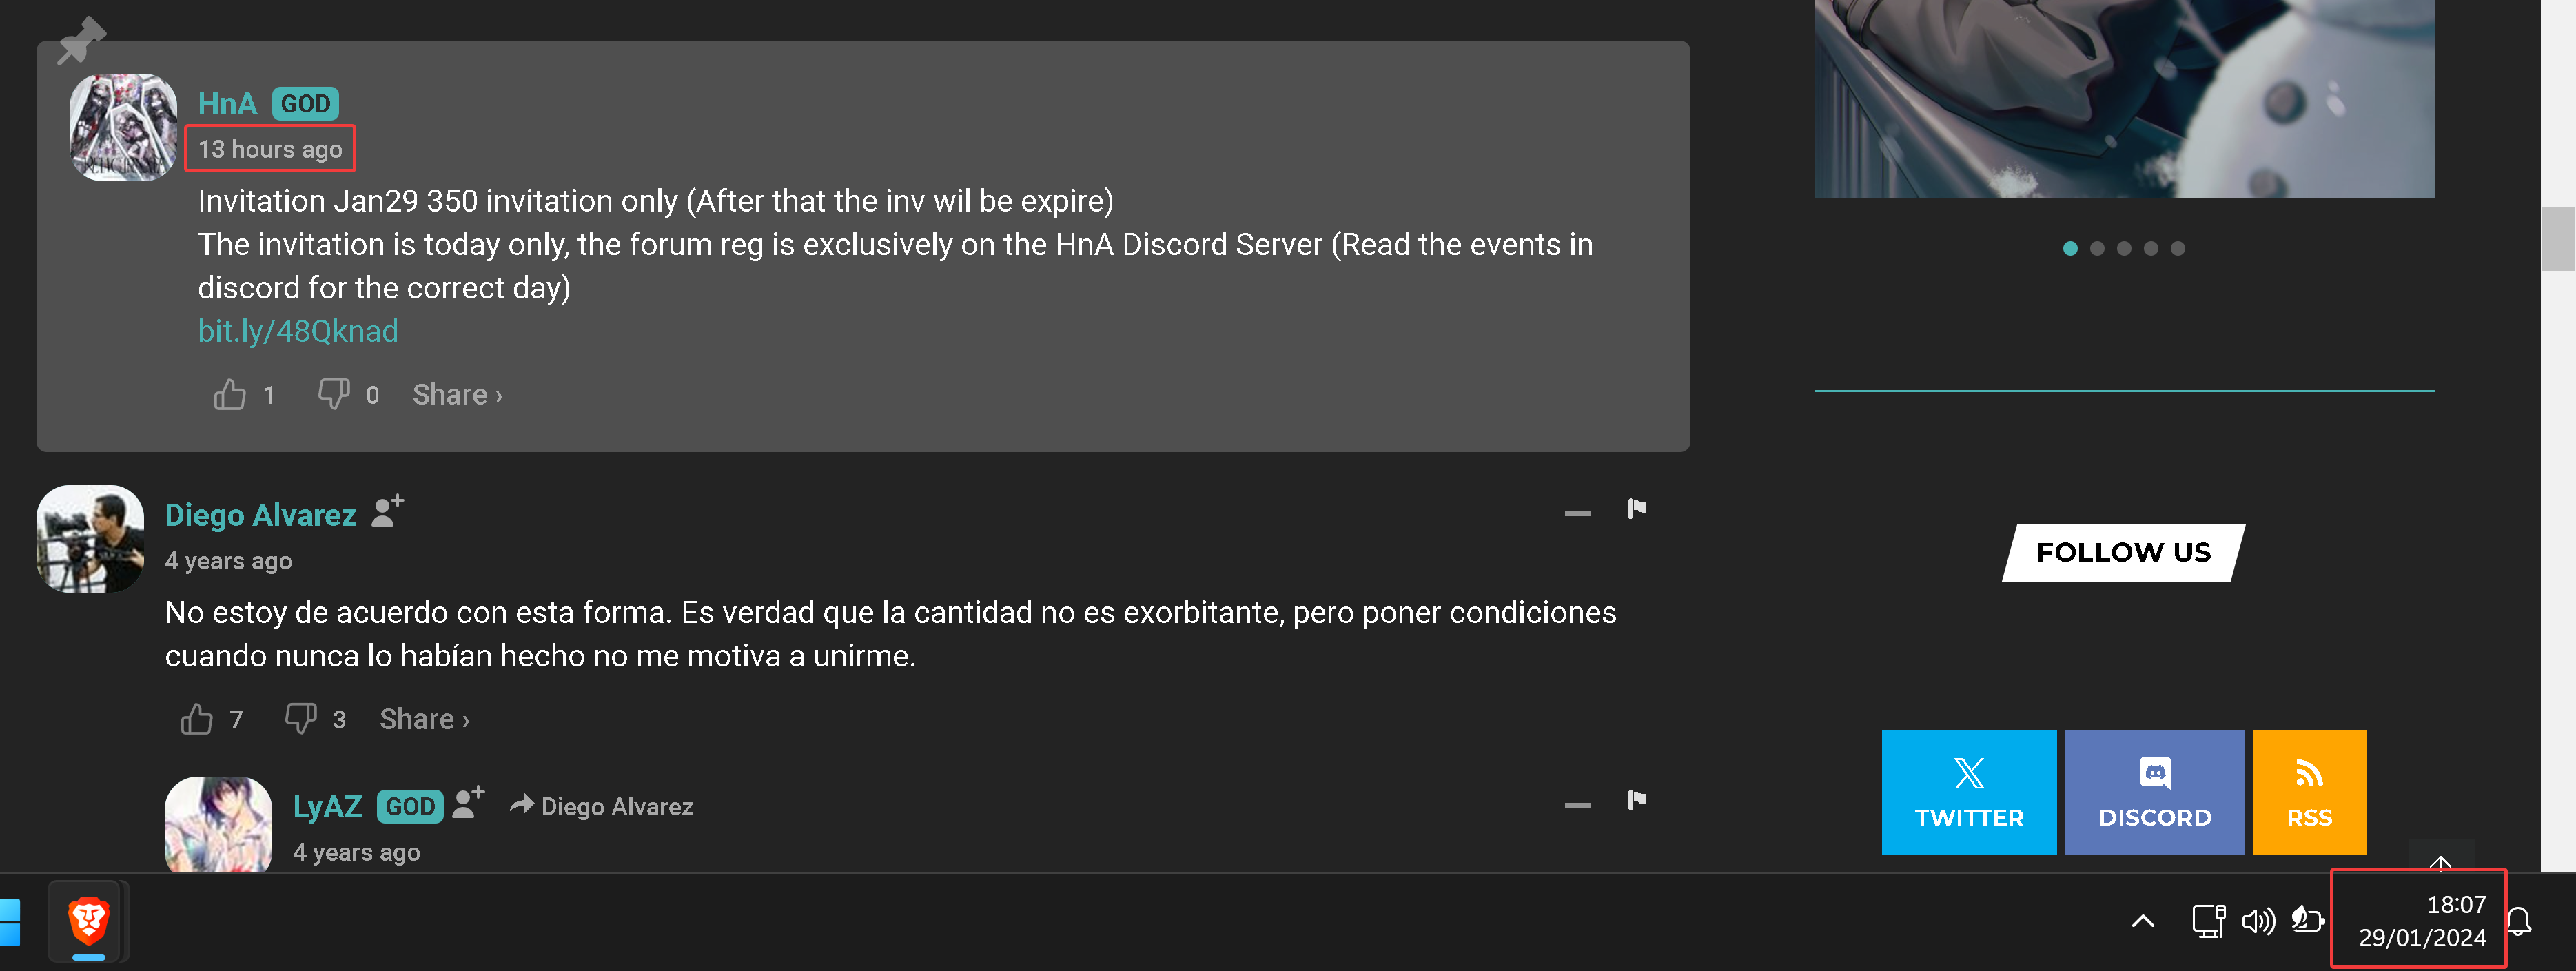 HnA GOD
13 hours ago
Invitation Jan29 350 invitation only (After that the inv wil be expire)
The invitation is today only, the forum reg is exclusively on the HnA Discord Server (Read the events in
discord for the correct day)
bit.ly/48Qknad
1 0 Share ›
Diego Alvarez
4 years ago
No estoy de acuerdo con esta forma. Es verdad que la cantidad no es exorbitante, pero poner condiciones
cuando nunca lo habían hecho no me motiva a unirme.
7 3 Share ›
LyAZ GOD Diego Alvarez
4 years ago
FOLLOW US
TWITTER DISCORD RSS
18:07
29/01/2024